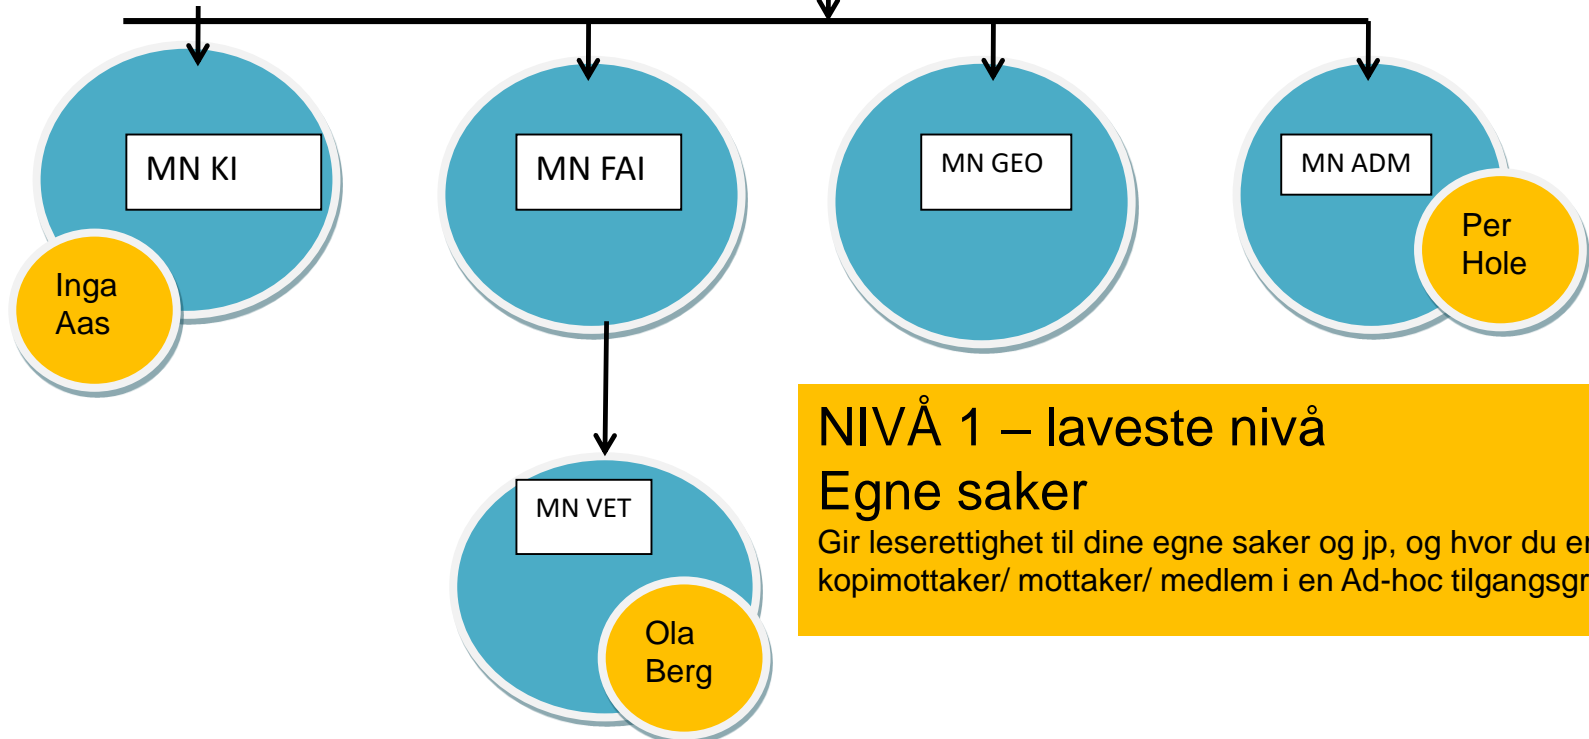 MN KI
MN FAI
MN GEO
MN ADM
Inga
Aas
Per
Hole
MN VET
Ola
Berg
NIVÅ 1 – laveste nivå
Egne saker
Gir leserettighet til dine egne saker og jp, og hvor du er
kopimottaker/ mottaker/ medlem i en Ad-hoc